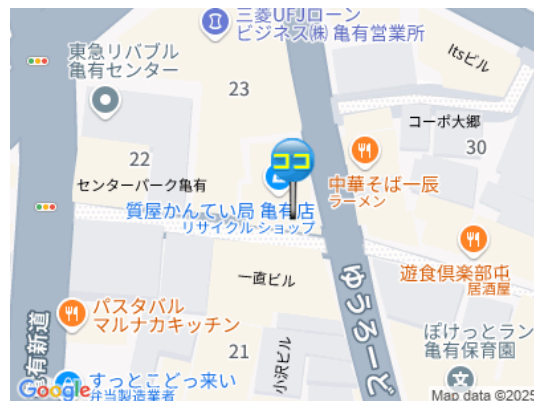 三菱UFJローン
ビジネス㈱ 亀有営業所
Itsビル
東急リバブル
亀有センター
23
コーポ大郷
30
22
センターパーク亀有
ココ
中華そば一辰
ラーメン
質屋かんてい局 亀有店
リサイクルショップ
遊食倶楽部屯
居酒屋
一直ビル
ゆうろーど
パスタバル
マルナカキッチン
亀有新道
ぽけっとラン
亀有保育園
21
小沢ビル
すっとこどっ来い
弁当製造業者
Google
Map data ©2025